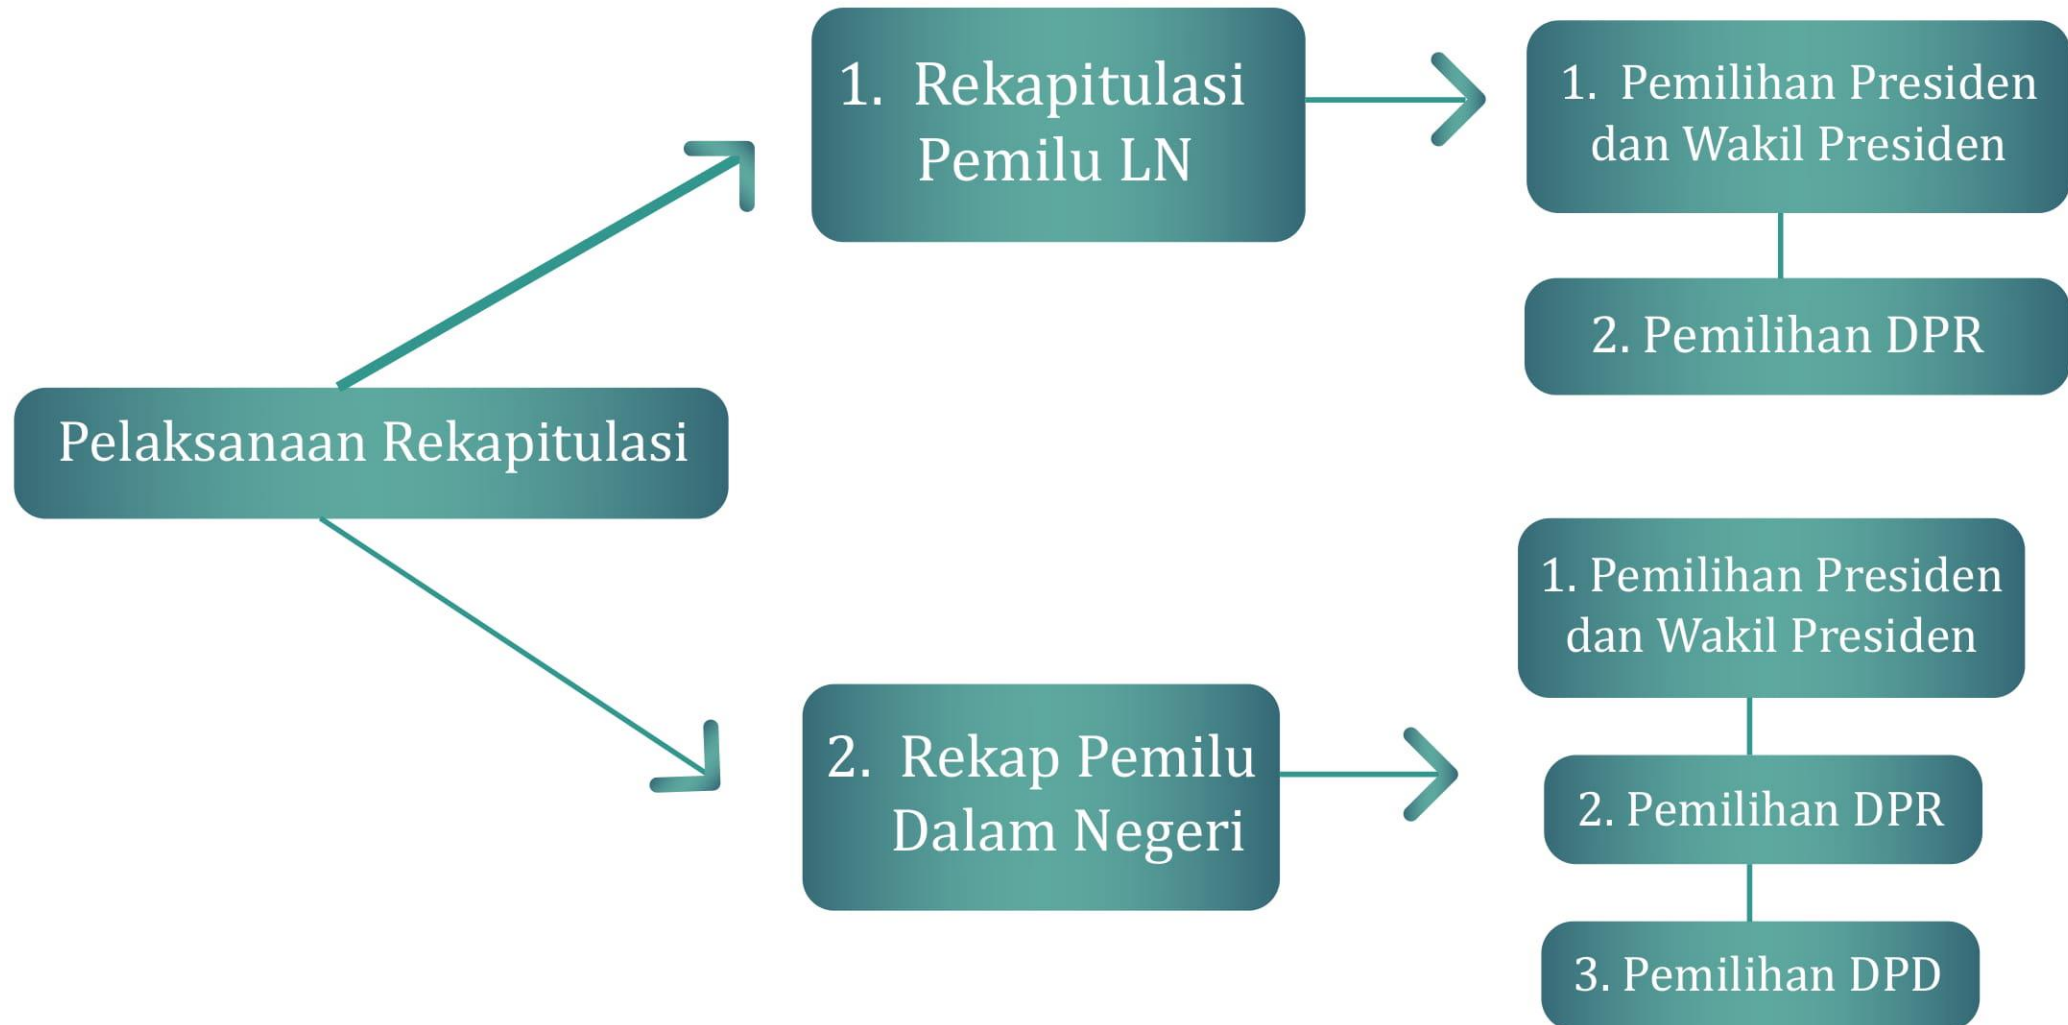 Pelaksanaan Rekapitulasi
1. Rekapitulasi
Pemilu LN
1. Pemilihan Presiden
dan Wakil Presiden
2. Pemilihan DPR
2. Rekap Pemilu
Dalam Negeri
1. Pemilihan Presiden
dan Wakil Presiden
2. Pemilihan DPR
3. Pemilihan DPD